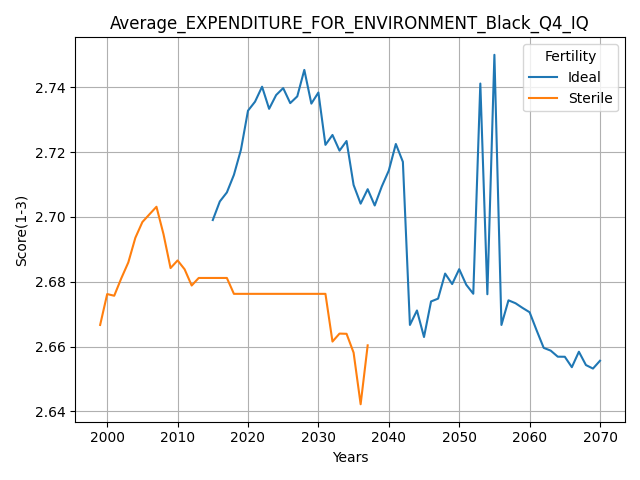 Average_EXPENDITURE_FOR_ENVIRONMENT_Black_Q4_IQ
Fertility
Ideal
Sterile
Score(1-3)
2.74
2.72
2.70
2.68
2.66
2.64
2000 2010 2020 2030 2040 2050 2060 2070
Years